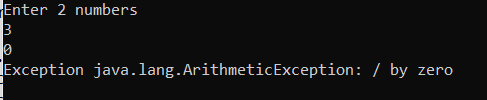 Enter 2 numbers
3
0
Exception java.lang.ArithmeticException: / by zero